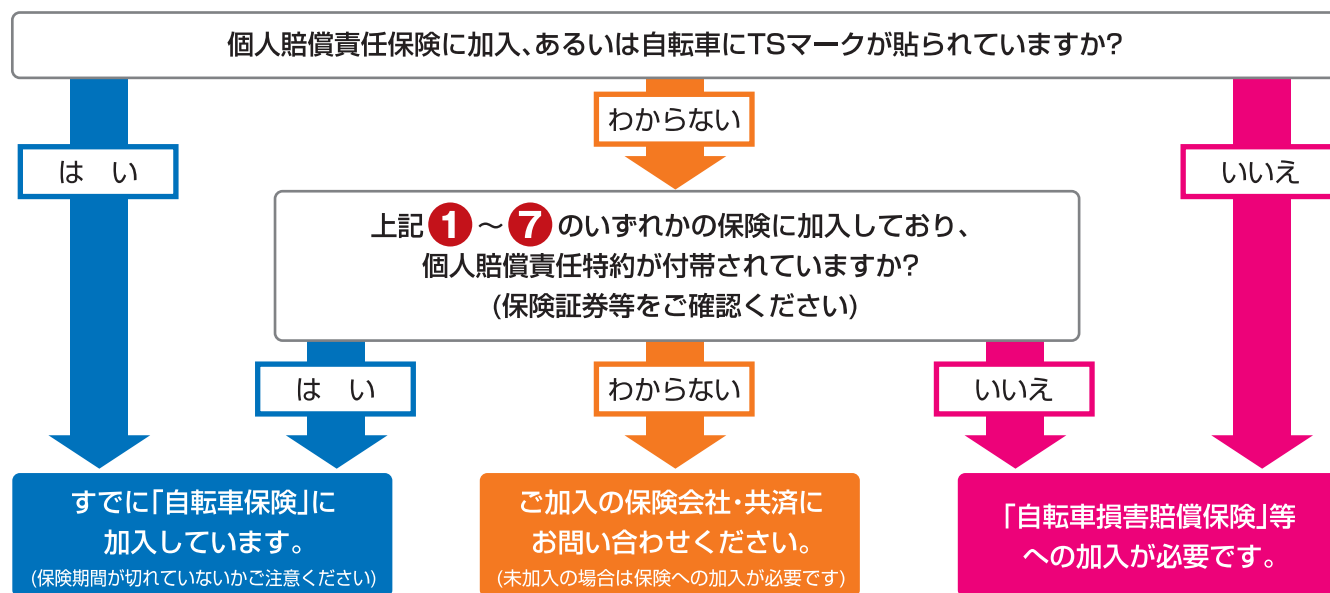 個人賠償責任保険に加入、あるいは自転車にTSマークが貼られていますか?
わからない
は い
いいえ
上記1~7のいずれかの保険に加入しており、
個人賠償責任特約が付帯されていますか?
(保険証券等をご確認ください)
は い
わからない
いいえ
すでに「自転車保険」に
加入しています。
(保険期間が切れていないかご注意ください)
ご加入の保険会社・共済に
お問い合わせください。
(未加入の場合は保険への加入が必要です)
「自転車損害賠償保険」等
への加入が必要です。